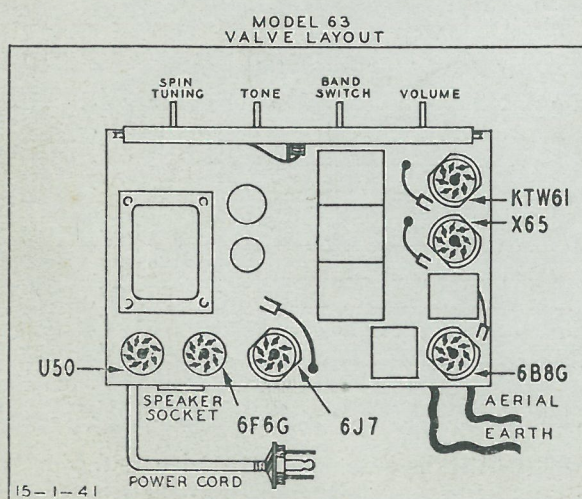 MODEL 63
VALVE LAYOUT
SPIN
TUNING
TONE
BAND
SWITCH
VOLUME
KTW61
X65
U50
SPEAKER
SOCKET
6F6G
6J7
6B8G
AERIAL
EARTH
POWER CORD
15-1-41